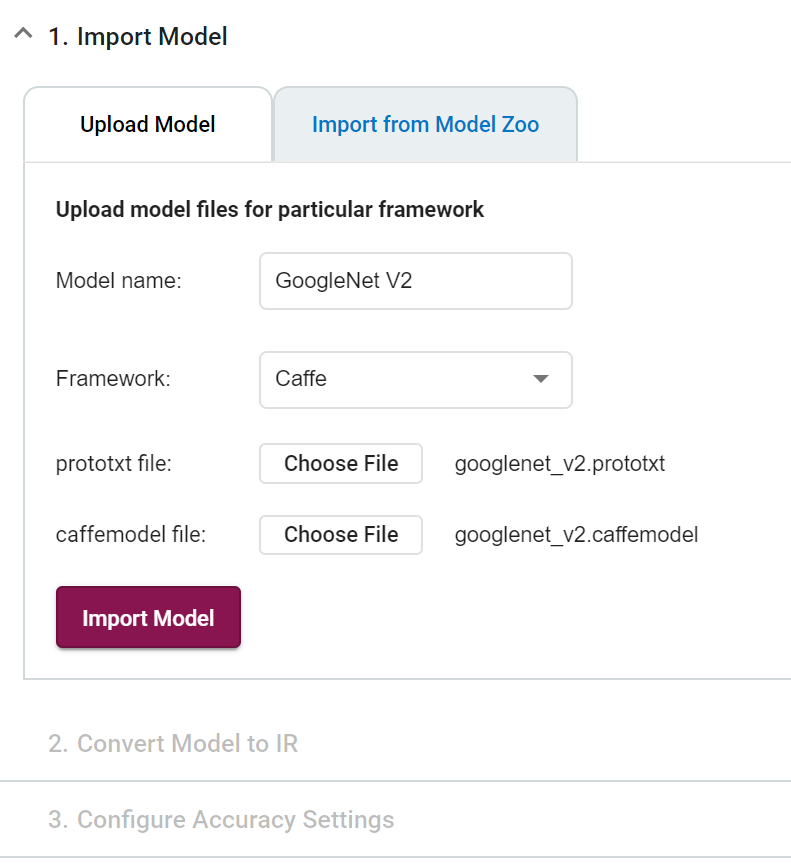 1. Import Model
Upload Model
Import from Model Zoo
Upload model files for particular framework
Model name: GoogleNet V2
Framework: Caffe
prototxt file: Choose File googlenet_v2.prototxt
caffemodel file: Choose File googlenet_v2.caffemodel
Import Model
2. Convert Model to IR
3. Configure Accuracy Settings